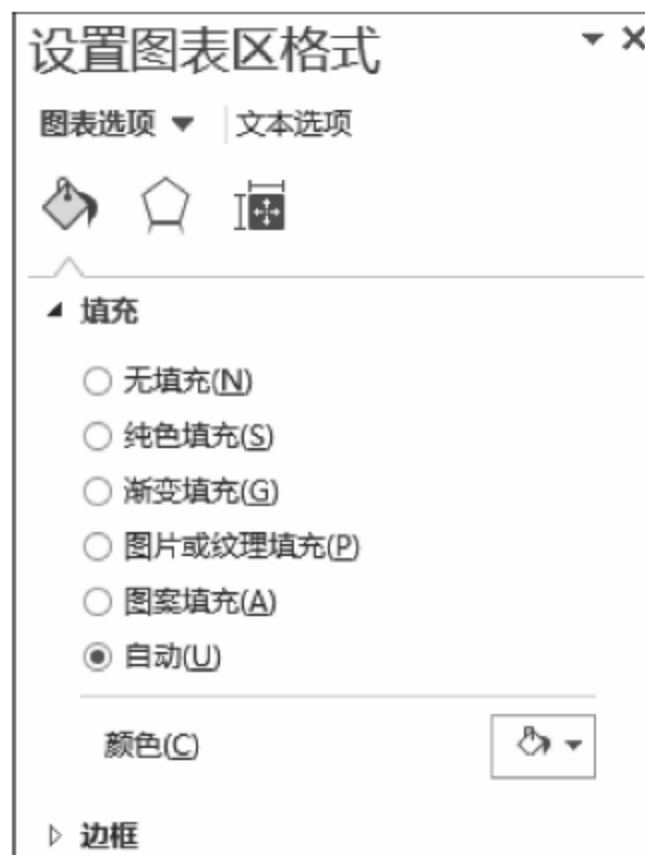 设置图表区格式
图表选项 文本选项
填充
无填充(N)
纯色填充(S)
渐变填充(G)
图片或纹理填充(P)
图案填充(A)
自动(U)
颜色(C)
边框